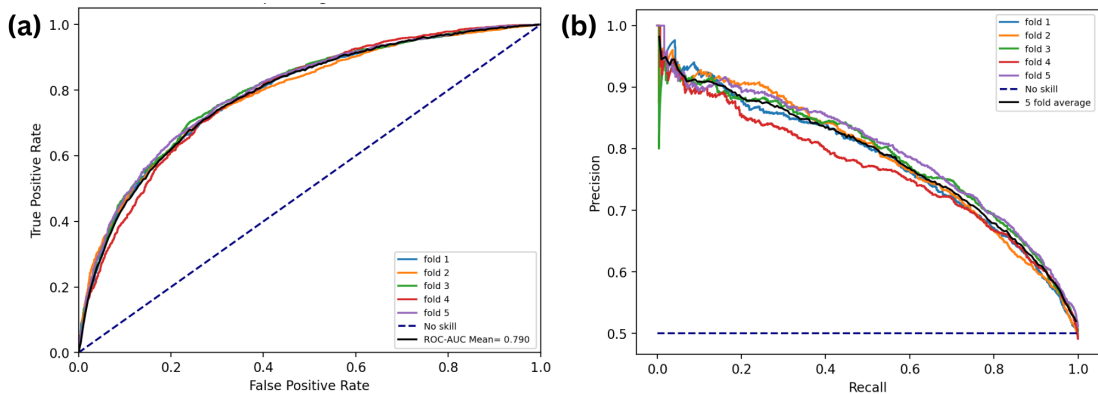 (a)
1.0
0.8
0.6
0.4
0.2
0.0
True Positive Rate
0.0 0.2 0.4 0.6 0.8 1.0
False Positive Rate
fold 1
fold 2
fold 3
fold 4
fold 5
No skill
ROC-AUC Mean= 0.790
(b)
1.0
0.9
0.8
0.7
0.6
0.5
Precision
0.0 0.2 0.4 0.6 0.8 1.0
Recall
fold 1
fold 2
fold 3
fold 4
fold 5
No skill
5 fold average